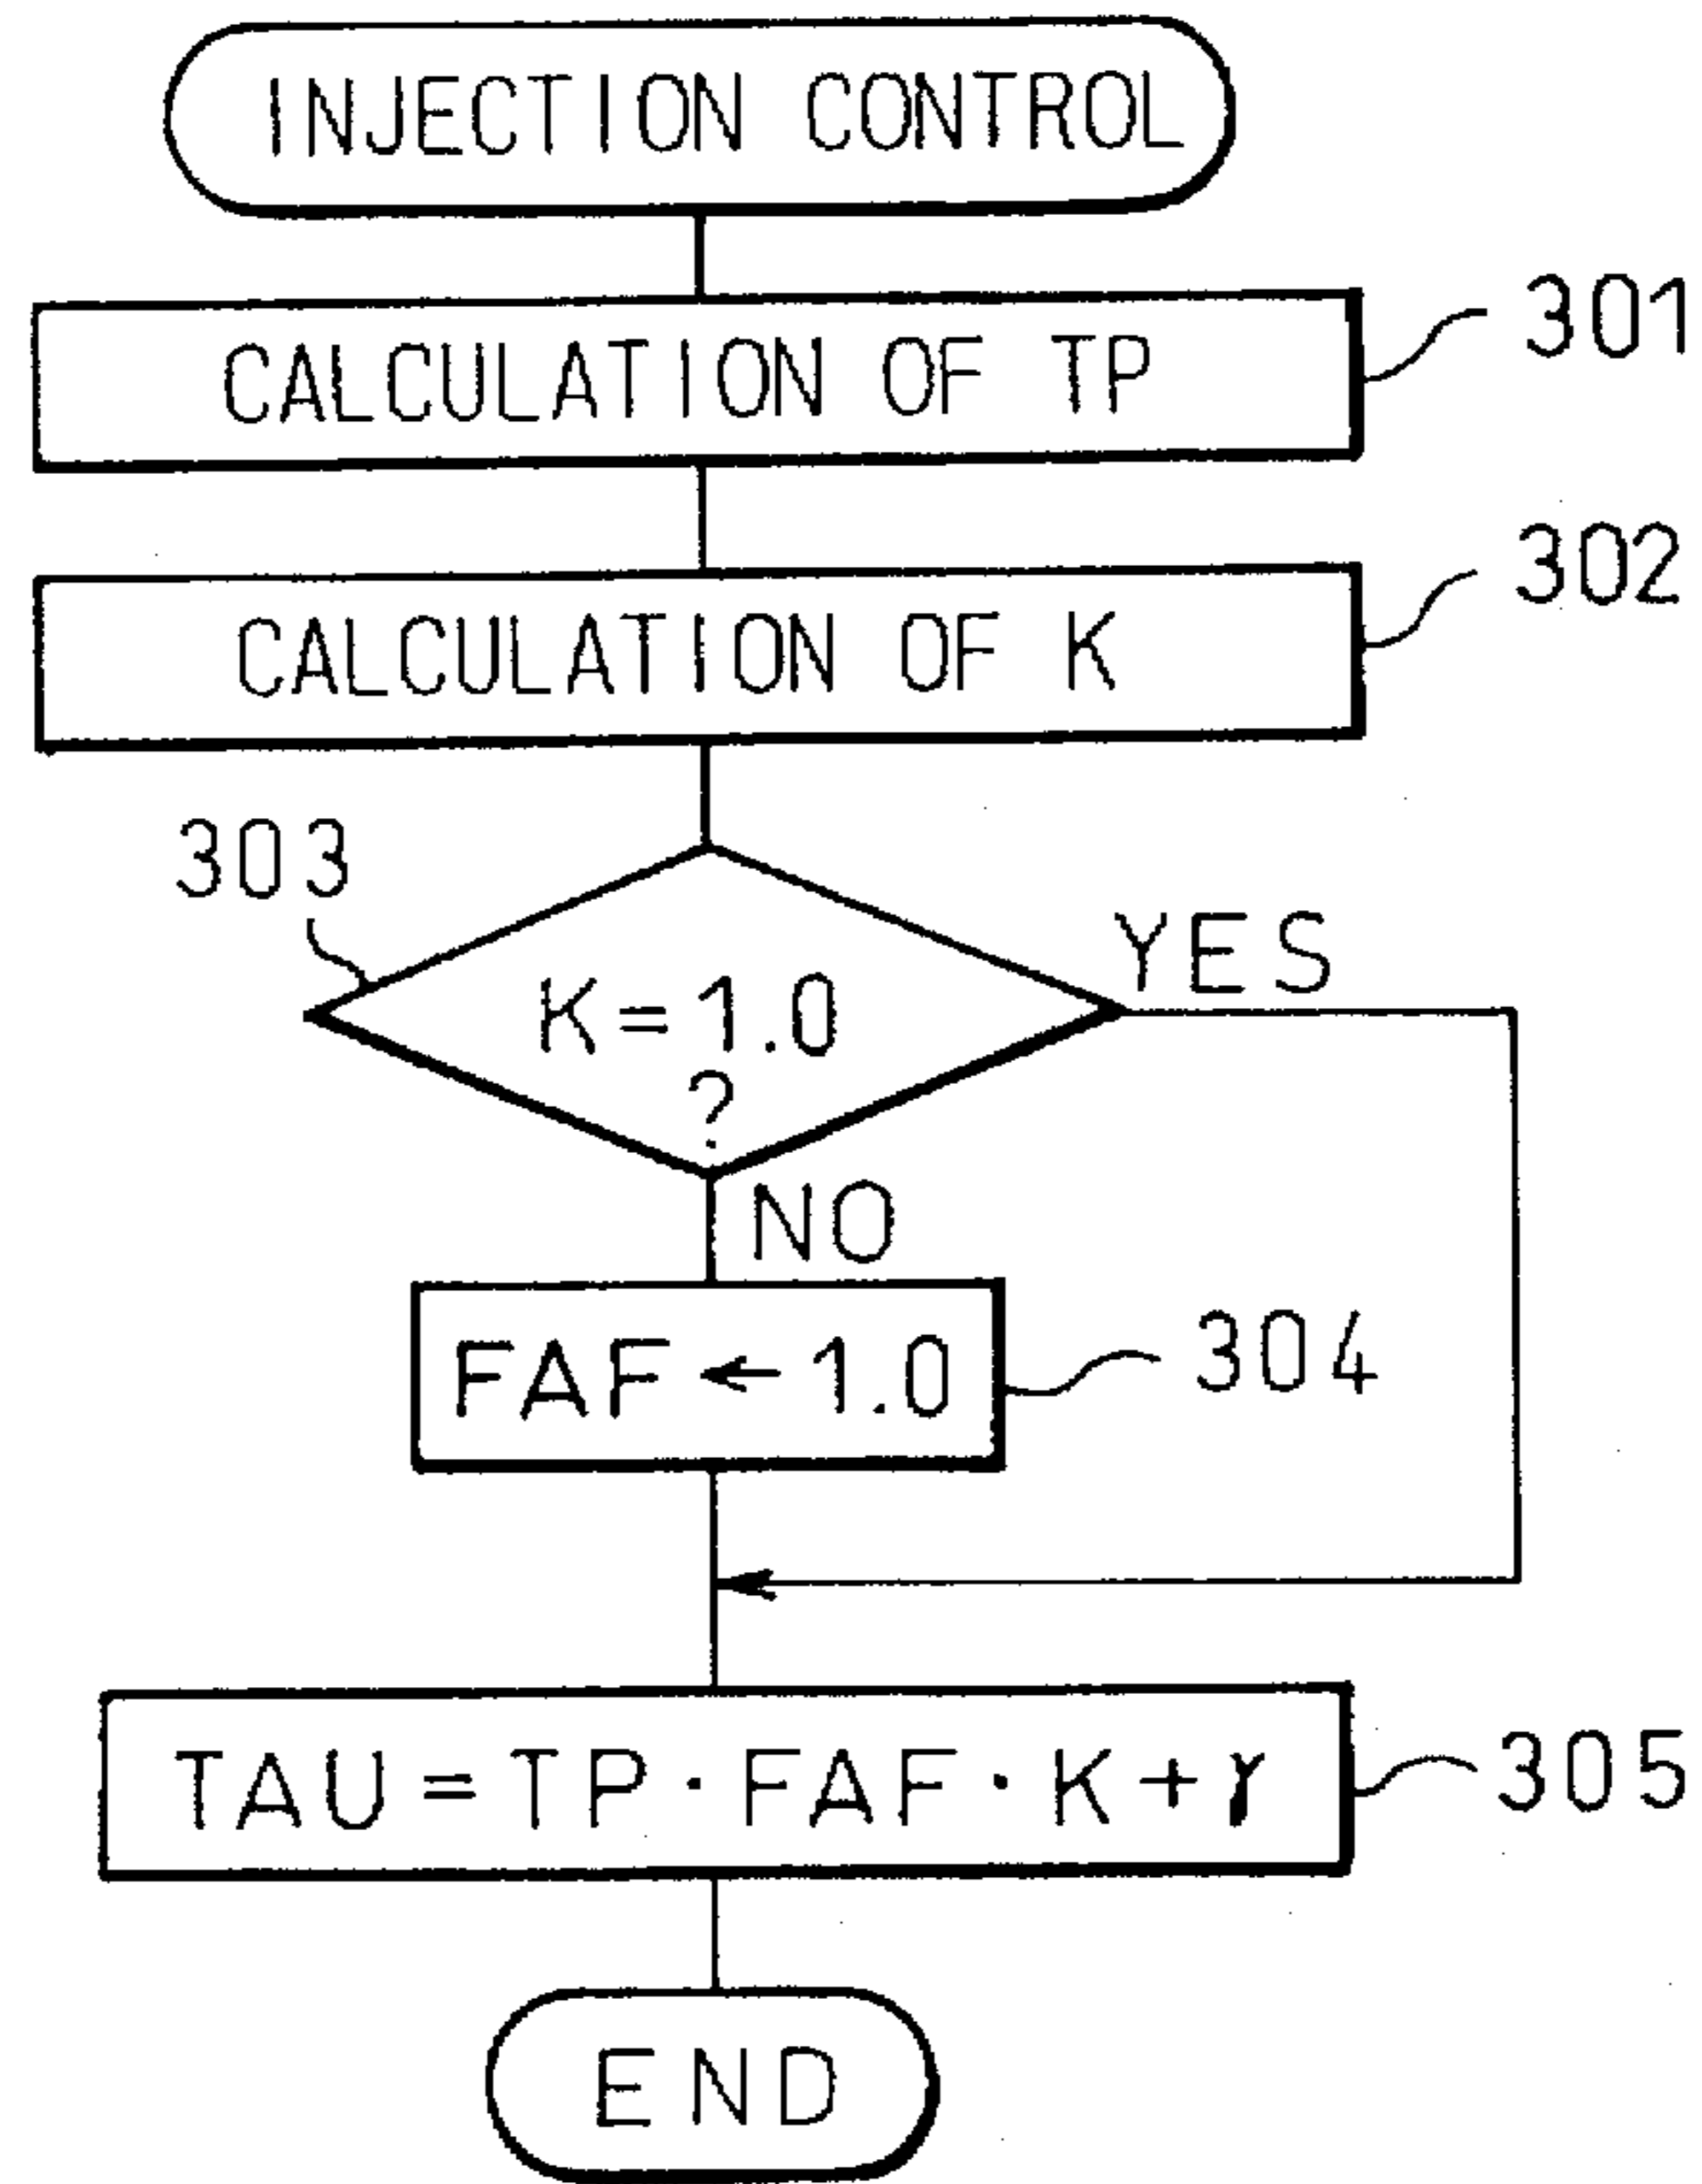 INJECTION CONTROL
CALCULATION OF TP
301
CALCULATION OF K
302
303
K=1.0
?
YES
NO
FAF ← 1.0
304
TAU = TP · FAF · K + γ
305
END